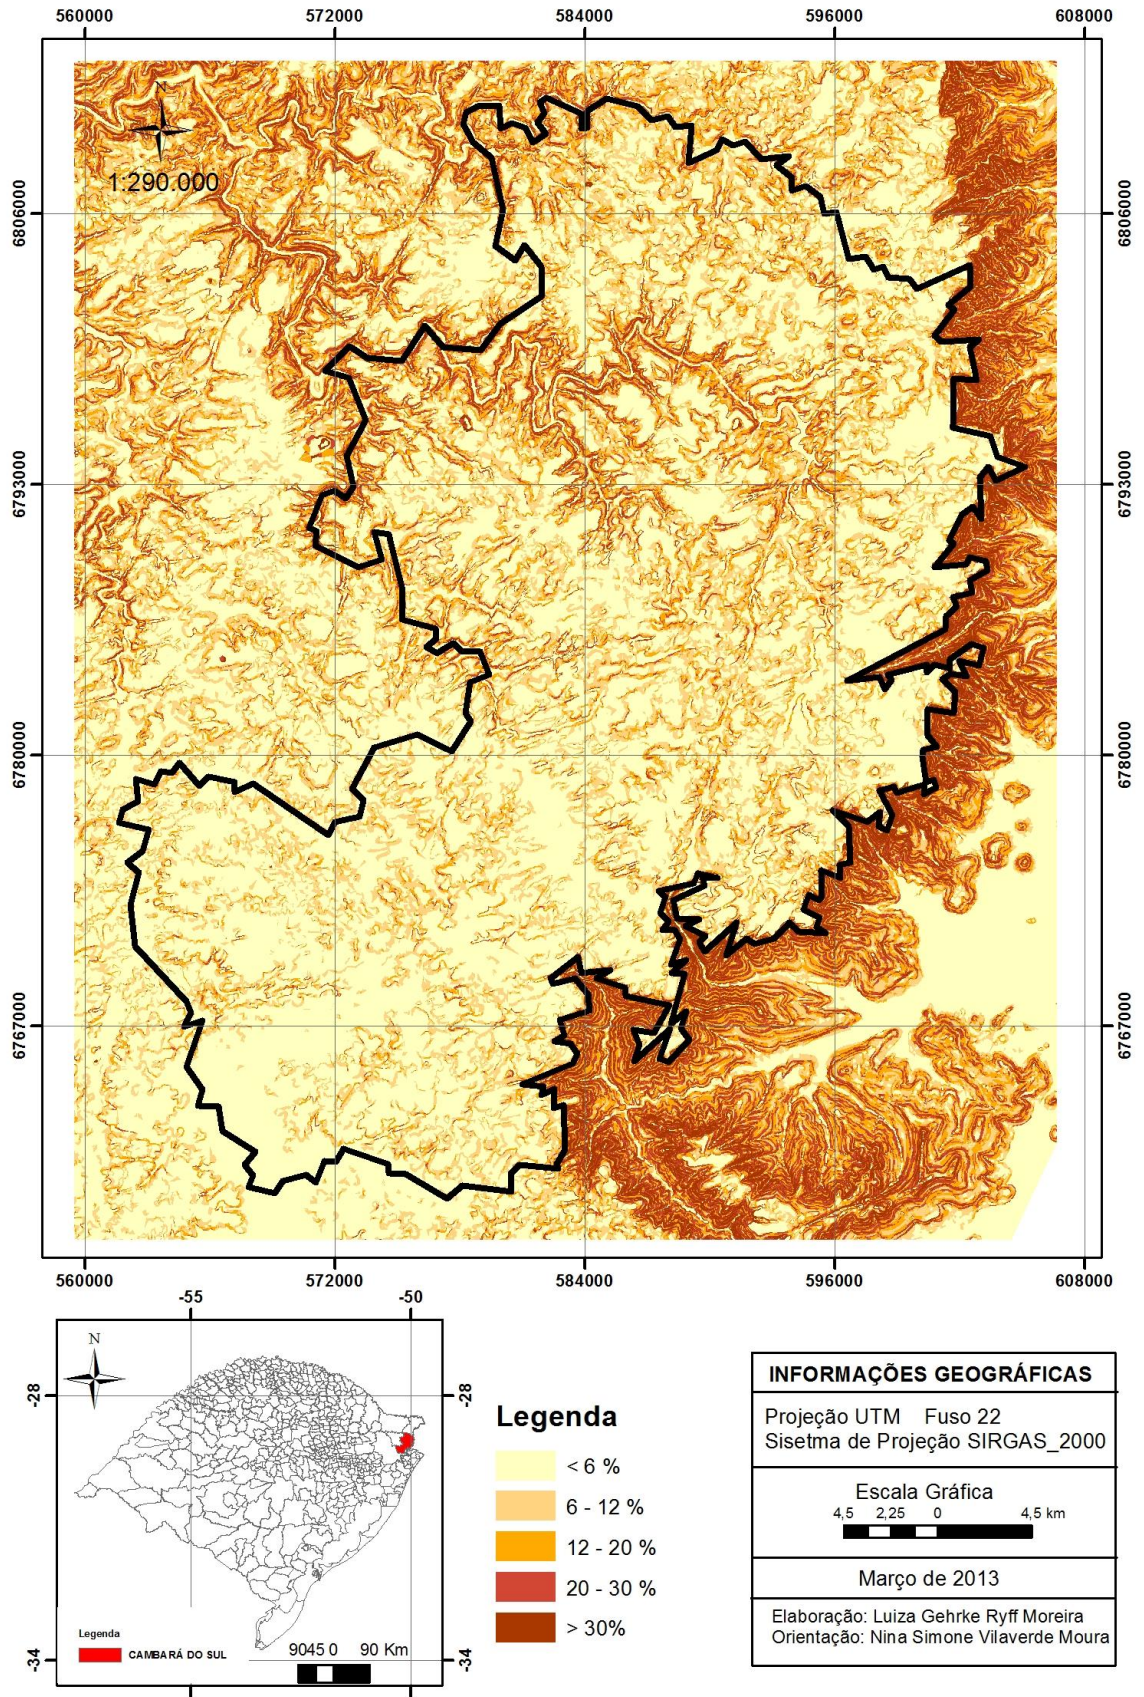 560000 572000 584000 596000 608000
N
1:290.000
6806000 6806000
6793000 6793000
6780000 6780000
6767000 6767000
560000 572000 584000 596000 608000
-55 -50
N
-28 -28
-34 -34
Legenda
CAMBARÁ DO SUL
9045 0 90 Km
Legenda
< 6 %
6 - 12 %
12 - 20 %
20 - 30 %
> 30%
INFORMAÇÕES GEOGRÁFICAS
Projeção UTM Fuso 22
Sisetma de Projeção SIRGAS_2000
Escala Gráfica
4,5 2,25 0 4,5 km
Março de 2013
Elaboração: Luiza Gehrke Ryff Moreira
Orientação: Nina Simone Vilaverde Moura